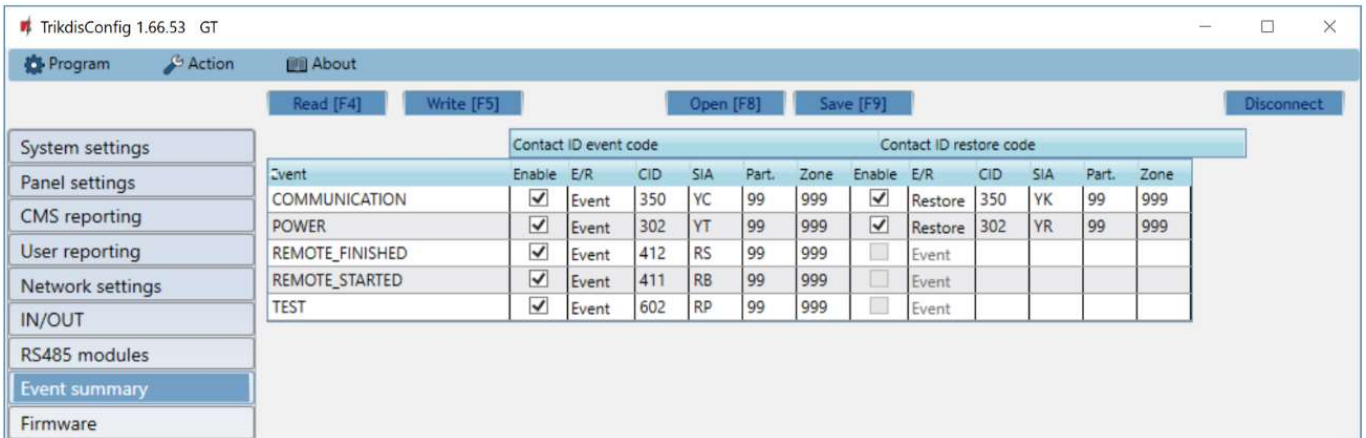 TrikdisConfig 1.66.53 GT
Program Action About
Read [F4] Write [F5] Open [F8] Save [F9] Disconnect
System settings
Panel settings
CMS reporting
User reporting
Network settings
IN/OUT
RS485 modules
Event summary
Firmware
Contact ID event code Contact ID restore code
Event Enable E/R CID SIA Part. Zone Enable E/R CID SIA Part. Zone
COMMUNICATION Event 350 YC 99 999 Restore 350 YK 99 999
POWER Event 302 YT 99 999 Restore 302 YR 99 999
REMOTE_FINISHED Event 412 RS 99 999 Event
REMOTE_STARTED Event 411 RB 99 999 Event
TEST Event 602 RP 99 999 Event